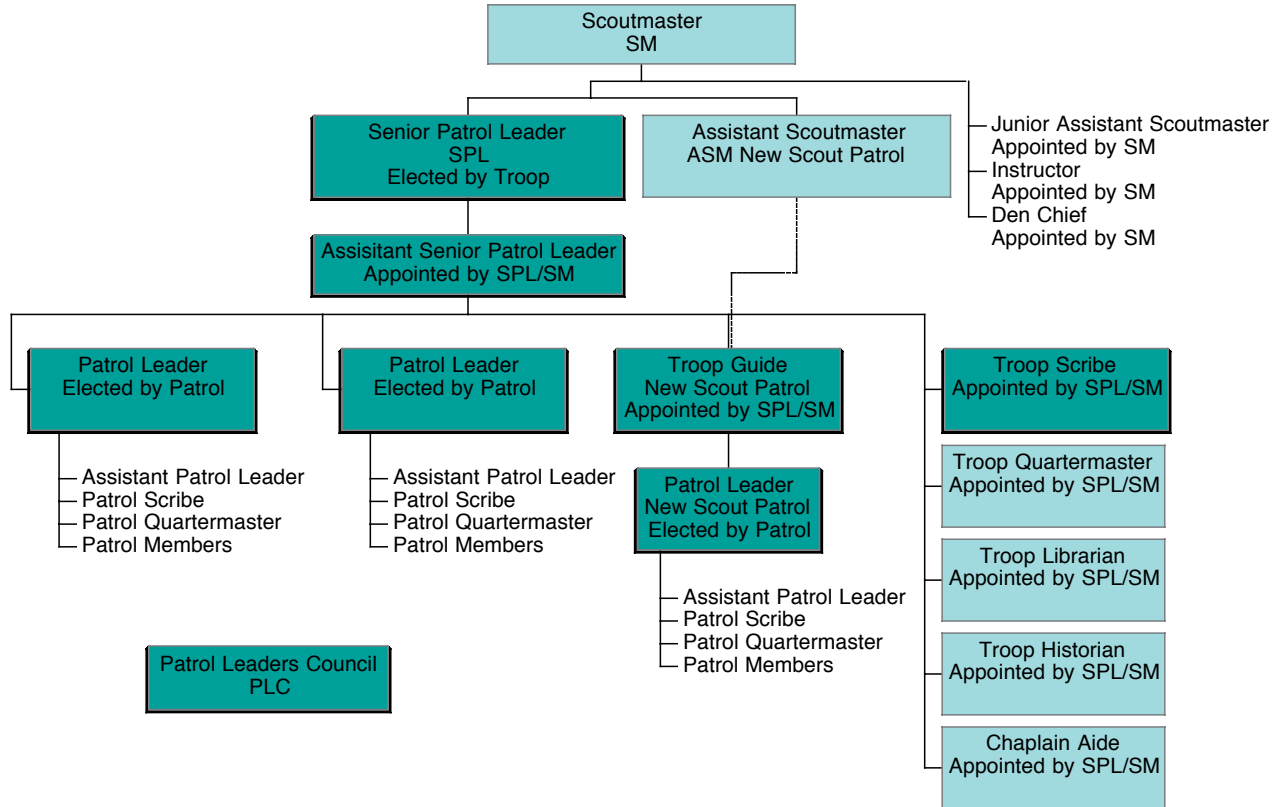 Scoutmaster
SM
Senior Patrol Leader
SPL
Elected by Troop
Assistant Scoutmaster
ASM New Scout Patrol
Junior Assistant Scoutmaster
Appointed by SM
Instructor
Appointed by SM
Den Chief
Appointed by SM
Assisitant Senior Patrol Leader
Appointed by SPL/SM
Patrol Leader
Elected by Patrol
Assistant Patrol Leader
Patrol Scribe
Patrol Quartermaster
Patrol Members
Patrol Leader
Elected by Patrol
Assistant Patrol Leader
Patrol Scribe
Patrol Quartermaster
Patrol Members
Troop Guide
New Scout Patrol
Appointed by SPL/SM
Patrol Leader
New Scout Patrol
Elected by Patrol
Assistant Patrol Leader
Patrol Scribe
Patrol Quartermaster
Patrol Members
Troop Scribe
Appointed by SPL/SM
Troop Quartermaster
Appointed by SPL/SM
Troop Librarian
Appointed by SPL/SM
Troop Historian
Appointed by SPL/SM
Chaplain Aide
Appointed by SPL/SM
Patrol Leaders Council
PLC